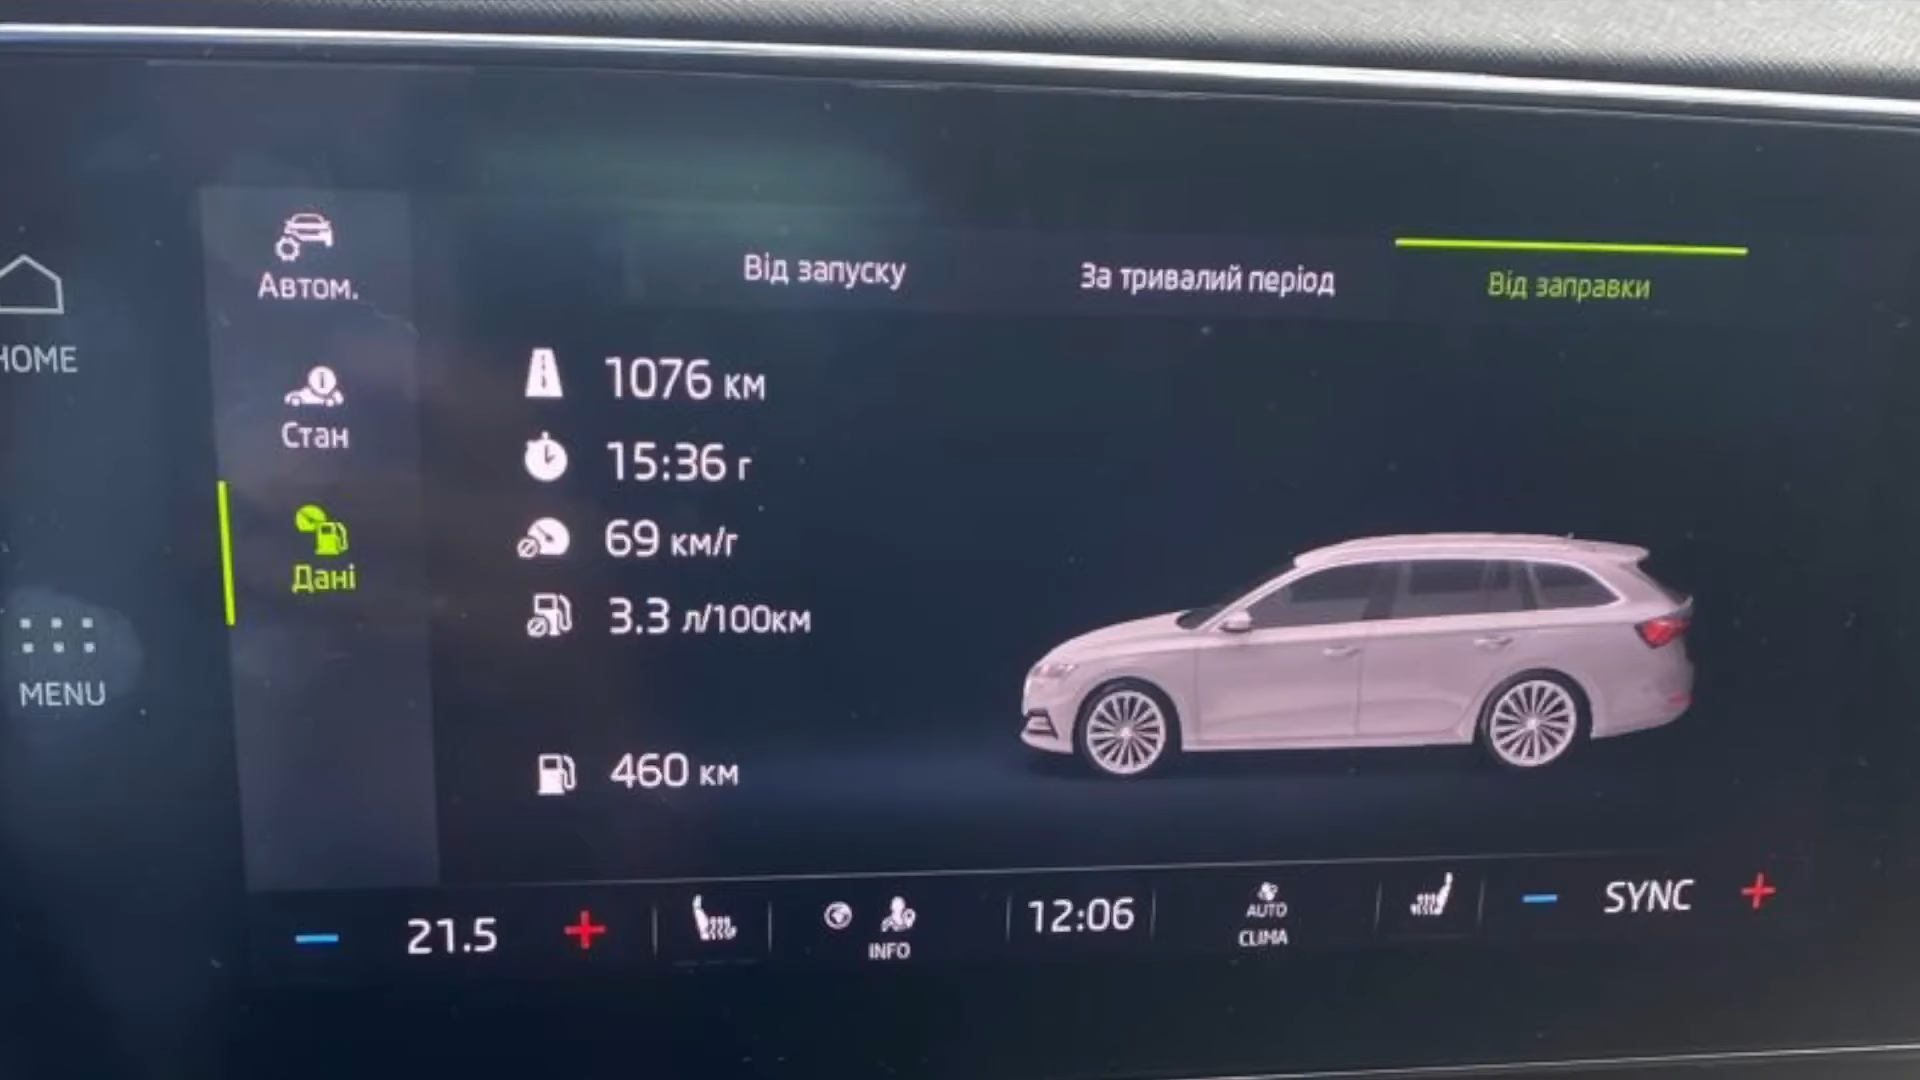 HOME
MENU
Автом.
Стан
Дані
Від запуску
За тривалий період
Від заправки
1076 км
15:36 г
69 км/г
3.3 л/100км
460 км
21.5
INFO
12:06
AUTO
CLIMA
SYNC